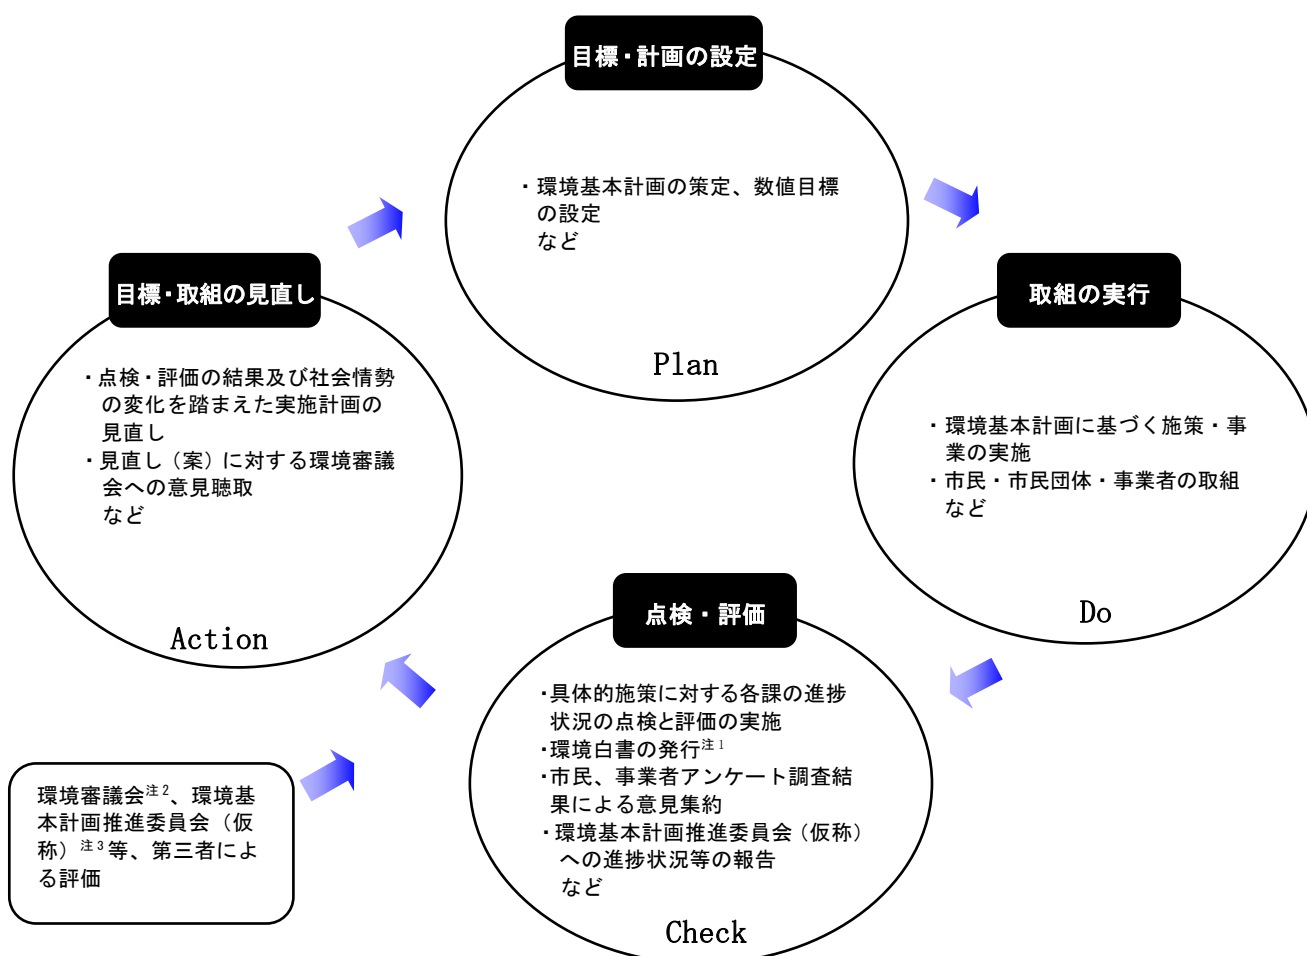 目標・計画の設定
・環境基本計画の策定、数値目標
の設定
など
Plan
取組の実行
・環境基本計画に基づく施策・事
業の実施
・市民・市民団体・事業者の取組
など
Do
点検・評価
・具体的施策に対する各課の進捗
状況の点検と評価の実施
・環境白書の発行注1
・市民、事業者アンケート調査結
果による意見集約
・環境基本計画推進委員会（仮称）
への進捗状況等の報告
など
Check
目標・取組の見直し
・点検・評価の結果及び社会情勢
の変化を踏まえた実施計画の
見直し
・見直し（案）に対する環境審議
会への意見聴取
など
Action
環境審議会注2、環境基
本計画推進委員会（仮
称）注3等、第三者によ
る評価